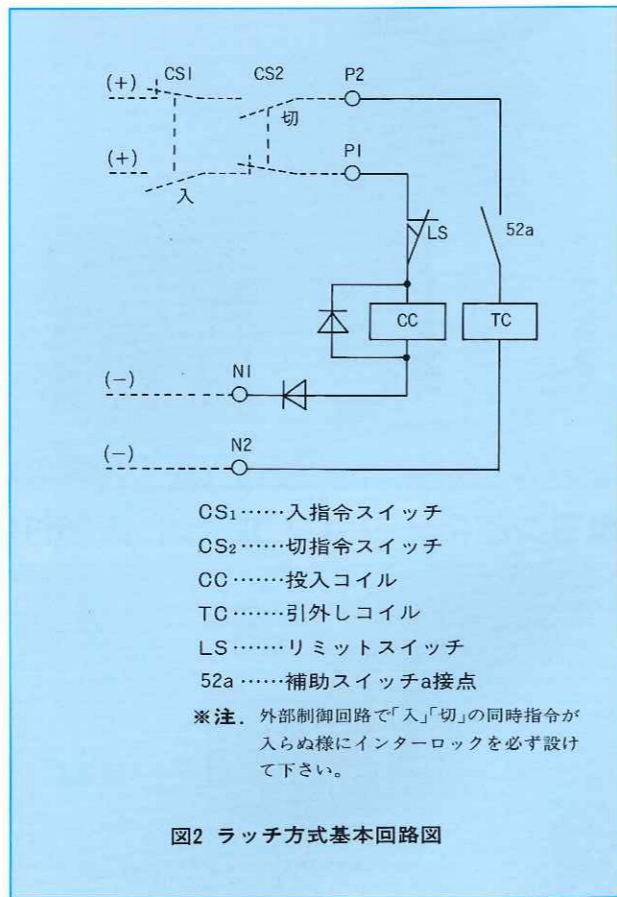 CS1 CS2 P2
(+)
切
(+) P1
入
LS 52a
CC TC
(−) N1
(−) N2
CS₁……入指令スイッチ
CS₂……切指令スイッチ
CC……投入コイル
TC……引外しコイル
LS……リミットスイッチ
52a……補助スイッチa接点
※注. 外部制御回路で「入」「切」の同時指令が
入らぬ様にインターロックを必ず設け
て下さい。
図2 ラッチ方式基本回路図